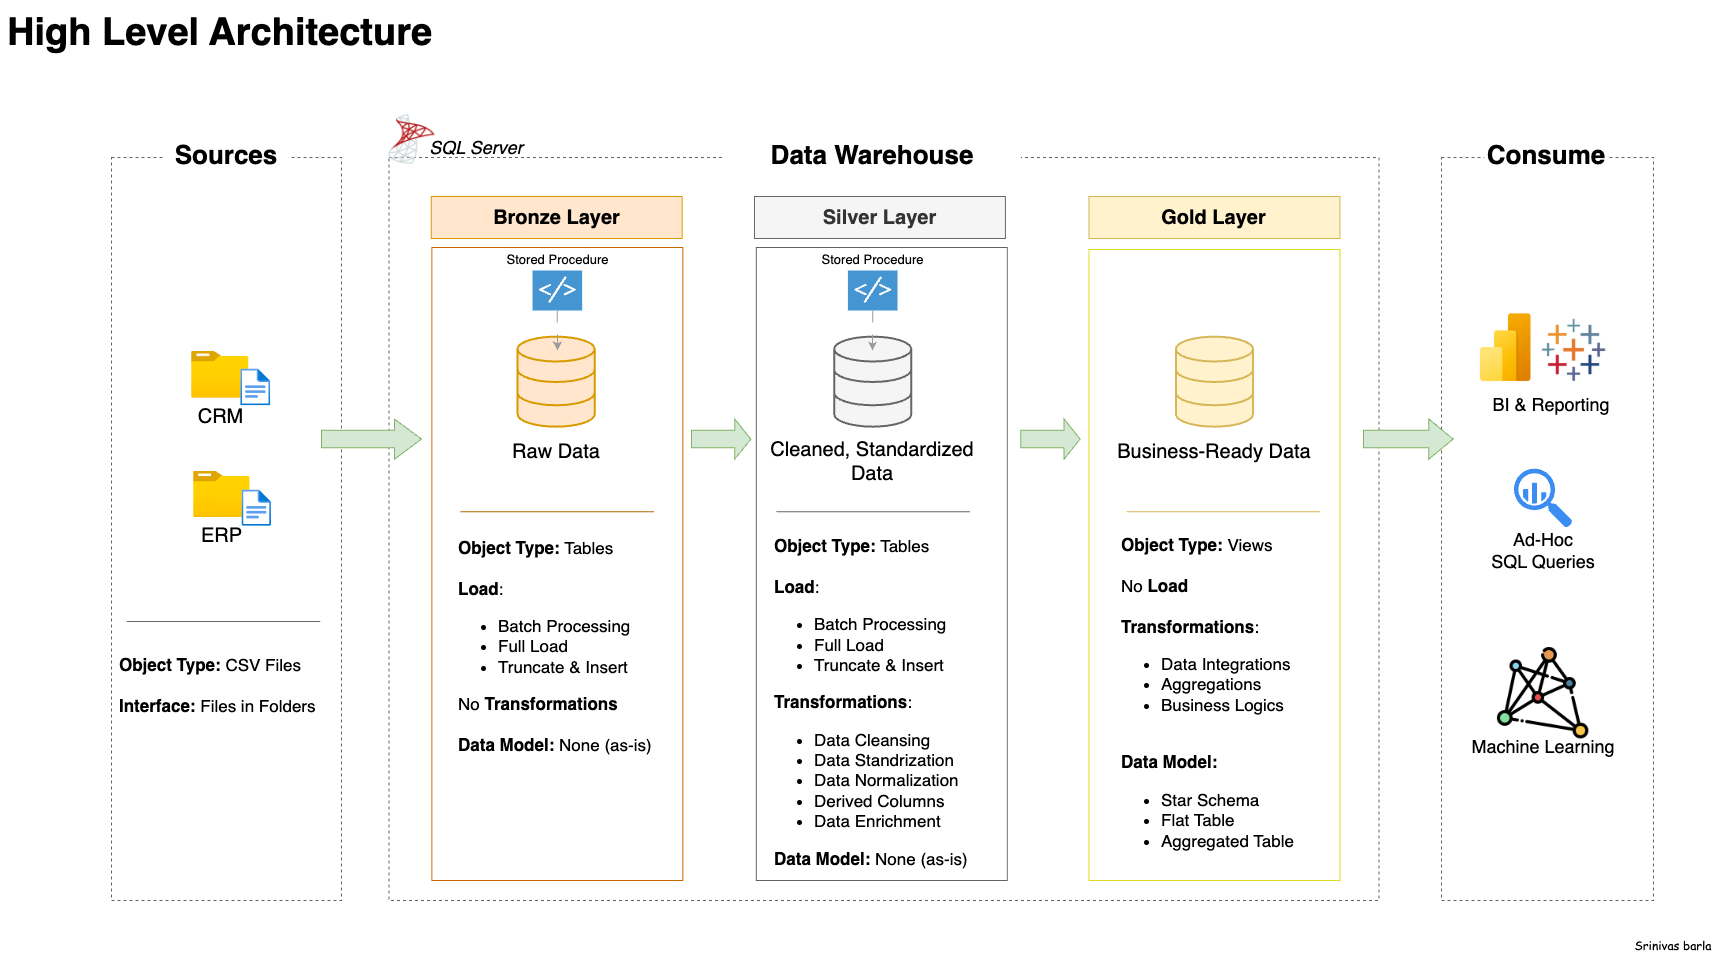 High Level Architecture
Sources
CRM
ERP
Object Type: CSV Files
Interface: Files in Folders
SQL Server
Data Warehouse
Bronze Layer
Stored Procedure
</>
Raw Data
Object Type: Tables
Load:
• Batch Processing
• Full Load
• Truncate & Insert
No Transformations
Data Model: None (as-is)
Silver Layer
Stored Procedure
</>
Cleaned, Standardized
Data
Object Type: Tables
Load:
• Batch Processing
• Full Load
• Truncate & Insert
Transformations:
• Data Cleansing
• Data Standrization
• Data Normalization
• Derived Columns
• Data Enrichment
Data Model: None (as-is)
Gold Layer
Business-Ready Data
Object Type: Views
No Load
Transformations:
• Data Integrations
• Aggregations
• Business Logics
Data Model:
• Star Schema
• Flat Table
• Aggregated Table
Consume
BI & Reporting
Ad-Hoc
SQL Queries
Machine Learning
Srinivas barla